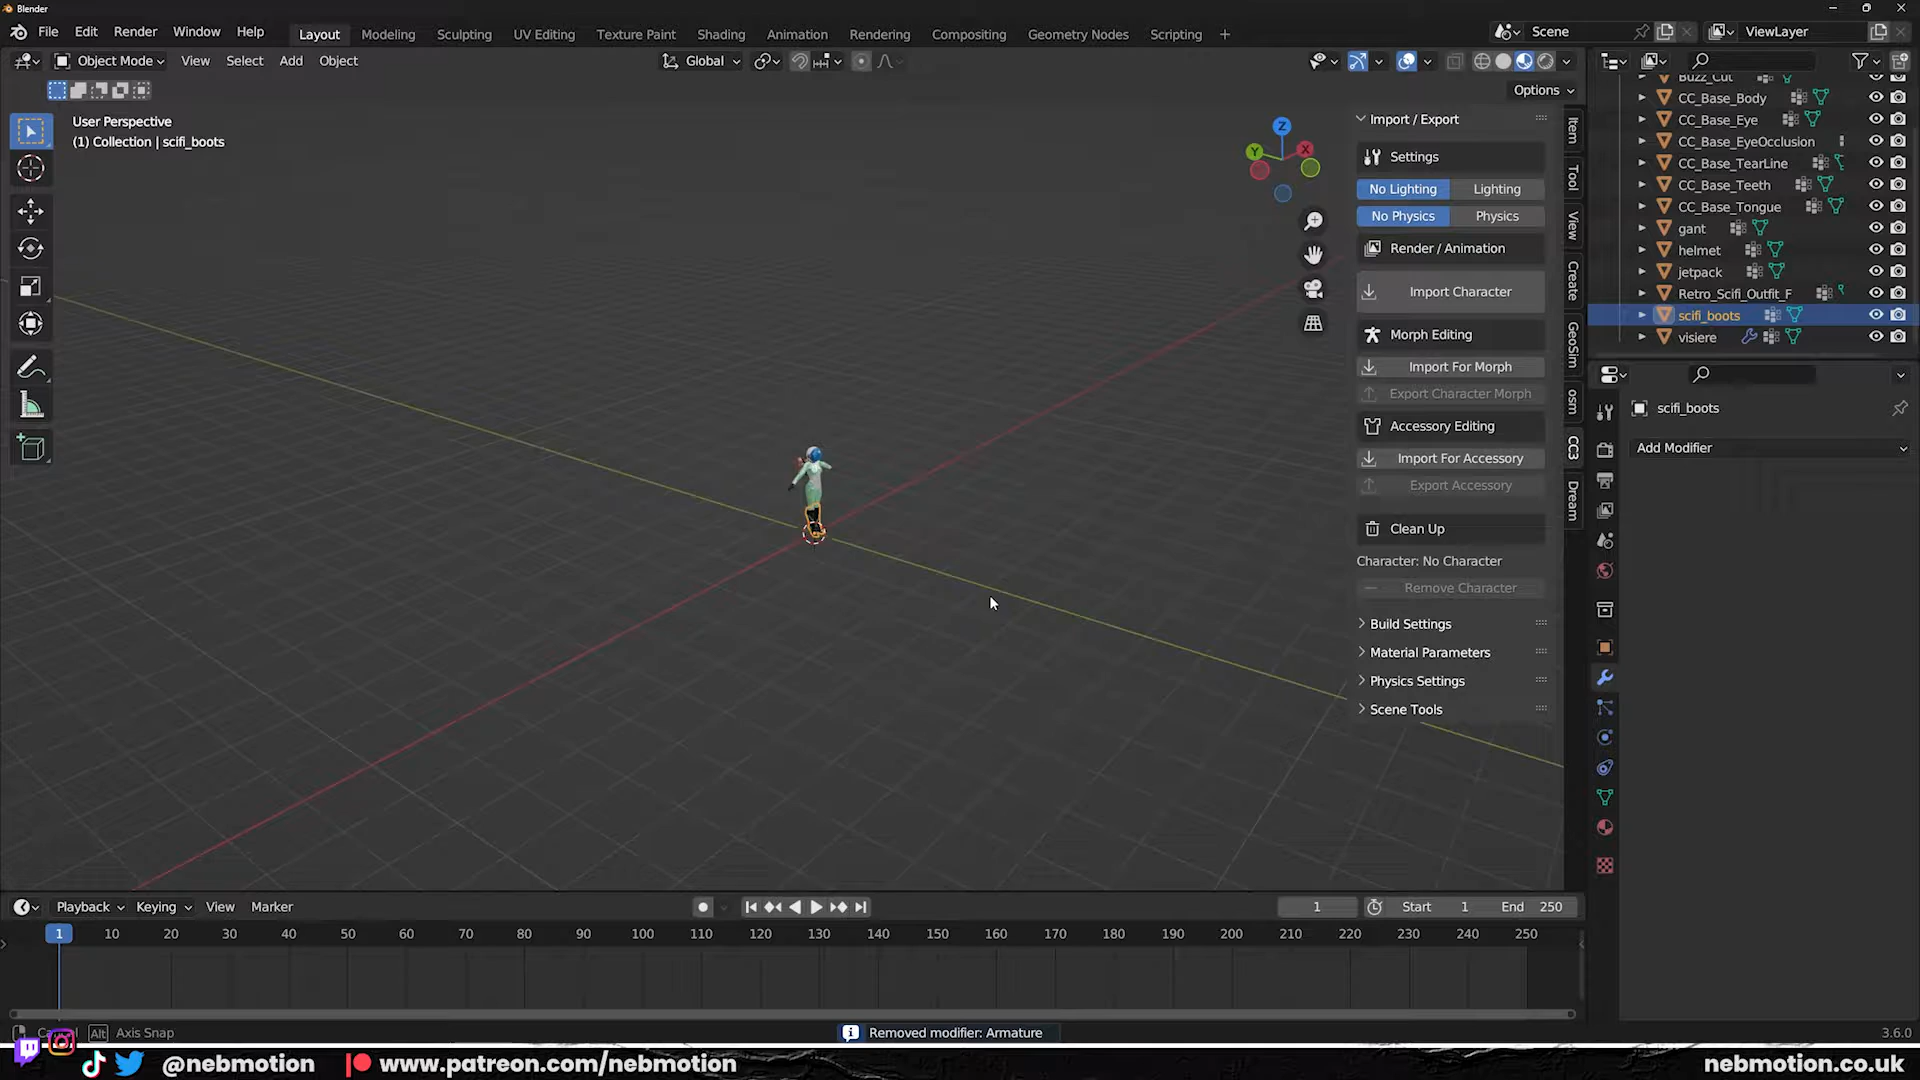 Blender
File Edit Render Window Help
Layout Modeling Sculpting UV Editing Texture Paint Shading Animation Rendering Compositing Geometry Nodes Scripting +
Scene
ViewLayer
Object Mode View Select Add Object
Global
Options
User Perspective
(1) Collection | scifi_boots
Z
Y
X
Import / Export
Settings
No Lighting Lighting
No Physics Physics
Render / Animation
Import Character
Morph Editing
Import For Morph
Export Character Morph
Accessory Editing
Import For Accessory
Export Accessory
Clean Up
Character: No Character
Remove Character
Build Settings
Material Parameters
Physics Settings
Scene Tools
Item
Tool
View
Create
GeoSim
osm
CC3
Dream
Buzz_Cut
CC_Base_Body
CC_Base_Eye
CC_Base_EyeOcclusion
CC_Base_TearLine
CC_Base_Teeth
CC_Base_Tongue
gant
helmet
jetpack
Retro_Scifi_Outfit_F
scifi_boots
visiere
scifi_boots
Add Modifier
Playback Keying View Marker
1
Start 1 End 250
1 10 20 30 40 50 60 70 80 90 100 110 120 130 140 150 160 170 180 190 200 210 220 230 240 250
Alt Axis Snap
Removed modifier: Armature
3.6.0
@nebmotion
www.patreon.com/nebmotion
nebmotion.co.uk